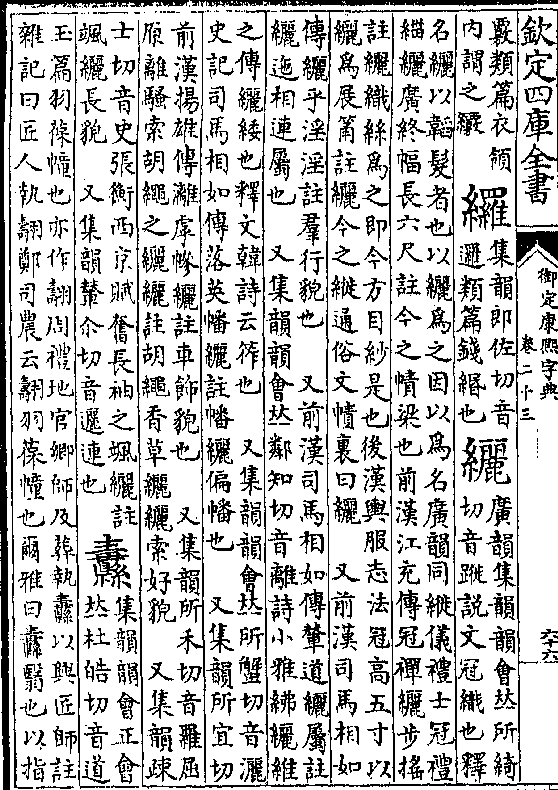 欽定四庫全書
御定康熙字典
卷二十三
六十六
覈類篇衣領
內謂之䙏
䌴
集韻即佐切音
邏類篇錢緡也
纚
廣韻集韻韻會𠀤所綺
切音蹝說文冠織也釋
名纚以韜髮者也以纚爲之因以爲名廣韻同縰儀禮士冠禮
緇纚廣終幅長六尺註今之幘梁也前漢江充傳冠禪纚步搖
註纚織絲爲之即今方目紗是也後漢輿服志法冠高五寸以
纚爲展筩註纚今之縰通俗文幘裏曰纚 又前漢司馬相如
傳纚乎淫淫註羣行貌也 又前漢司馬相如傳輦道纚屬註
纚迤相連屬也 又集韻韻會𠀤鄰知切音離詩小雅紼纚維
之傳纚緌也釋文韓詩云筰也 又集韻韻會𠀤所蟹切音灑
史記司馬相如傳落英幡纚註幡纚偏幡也 又集韻所宜切
前漢揚雄傳灕虖幓纚註車飾貌也 又集韻所禾切音羅屈
原離騷索胡繩之纚纚註胡繩香草纚纚索好貌 又集韻疎
士切音史張衡西京賦奮長袖之颯纚註
颯纚長貌 又集韻輦尒切音邐連也
纛
集韻韻會正會
𠀤杜皓切音道
玉篇羽葆幢也亦作翿周禮地官鄉師及葬執纛以與匠師註
雜記曰匠人執翿鄭司農云翿羽葆幢也爾雅曰纛翳也以指